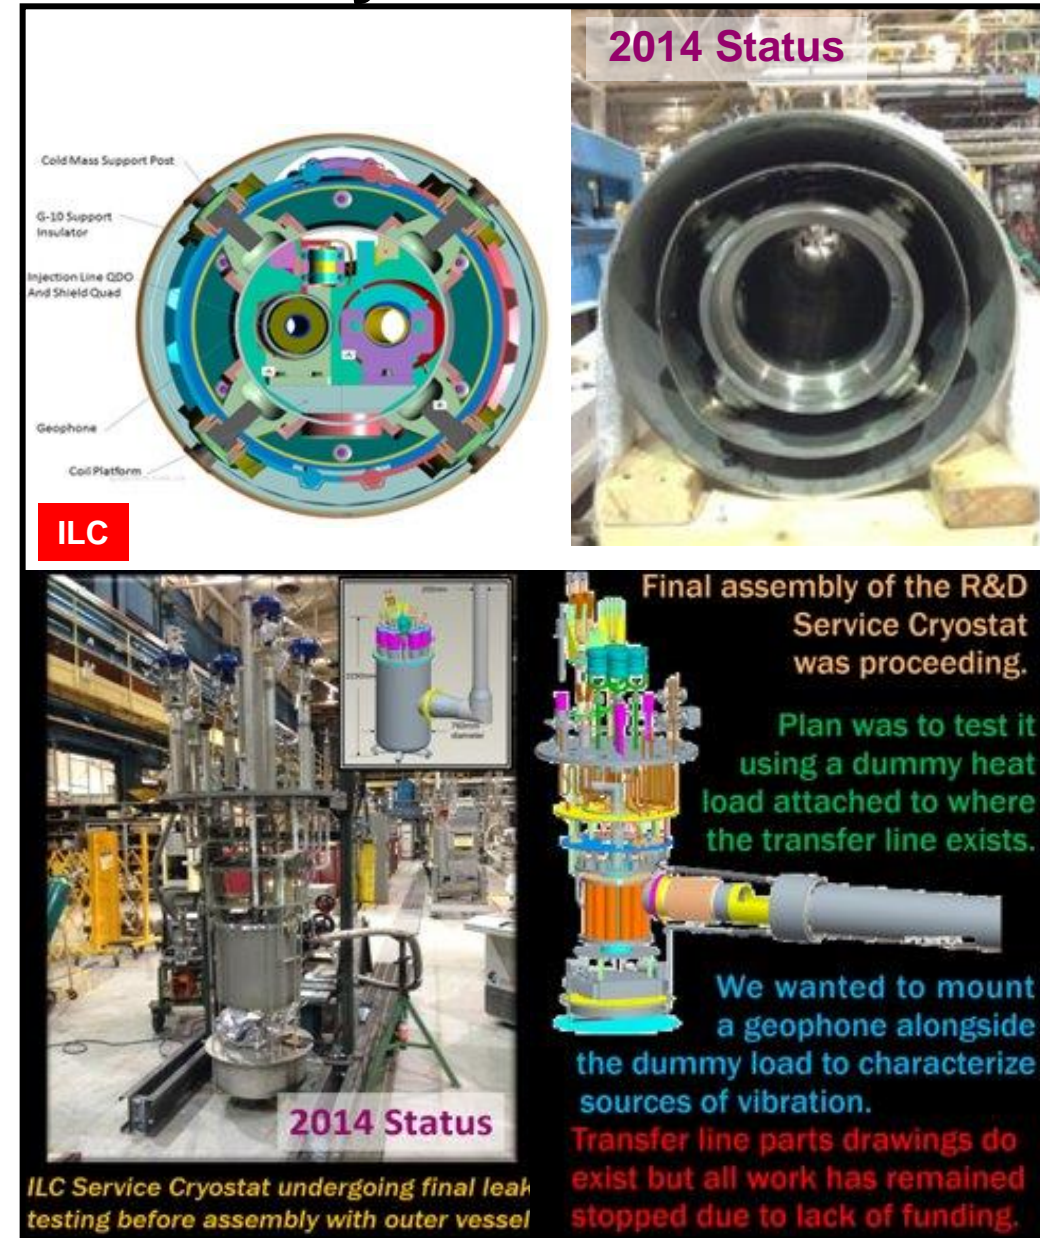 2014 Status
Cold Mass Support Post
G-10 Support
Insulator
Injection Line QDO
And Shield Quad
Geophone
Coil Platform
ILC
2014 Status
ILC Service Cryostat undergoing final leak
testing before assembly with outer vessel
Final assembly of the R&D
Service Cryostat
was proceeding.
Plan was to test it
using a dummy heat
load attached to where
the transfer line exists.
We wanted to mount
a geophone alongside
the dummy load to characterize
sources of vibration.
Transfer line parts drawings do
exist but all work has remained
stopped due to lack of funding.
diameter